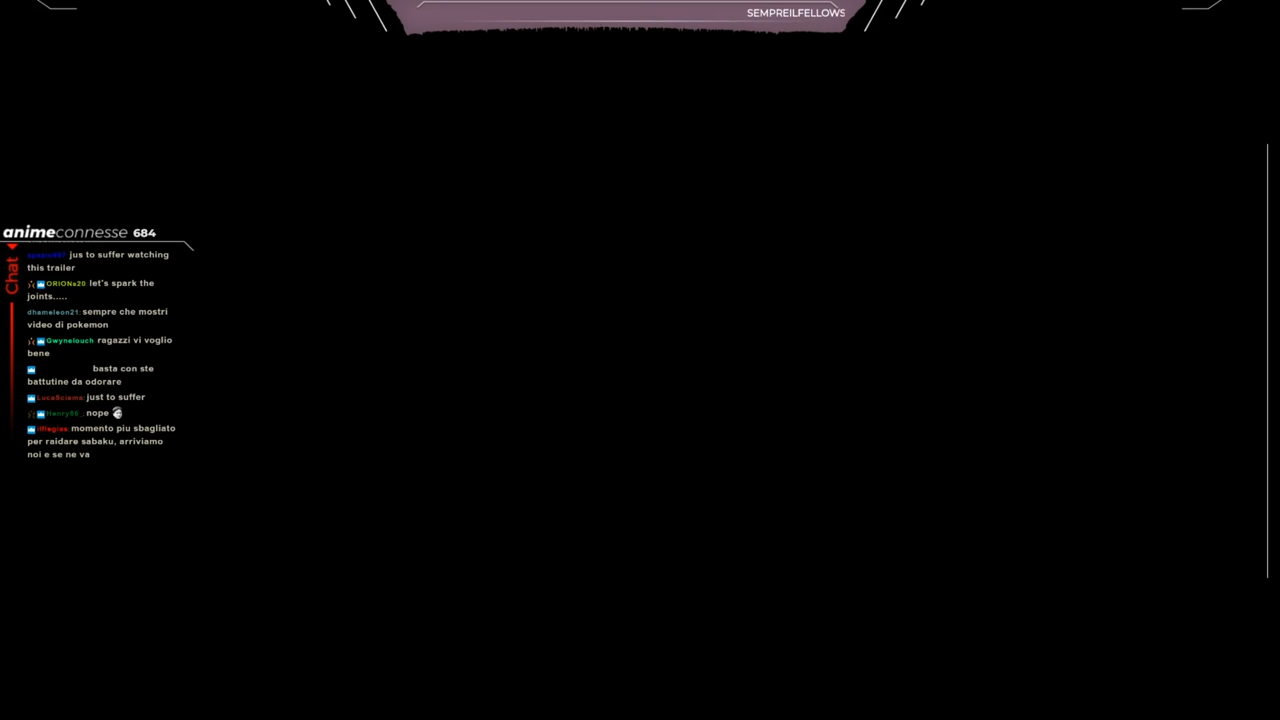 SEMPREILFELLOWS
animeconnesse 684
Chat
jus to suffer watching
this trailer
ORIONs20 let's spark the
joints.....
dhameleon21: sempre che mostri
video di pokemon
Gwynelouch ragazzi vi voglio
bene
basta con ste
battutine da odorare
LucaSciama: just to suffer
nope
momento piu sbagliato
per raidare sabaku, arriviamo
noi e se ne va